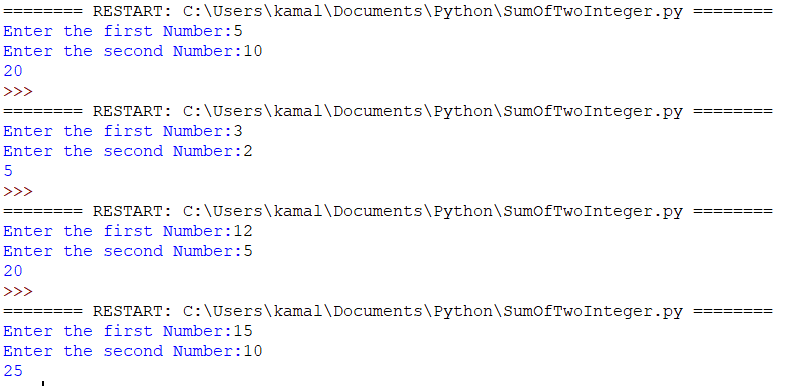 ======== RESTART: C:\Users\kamal\Documents\Python\SumOfTwoInteger.py ========
Enter the first Number:5
Enter the second Number:10
20
>>>
======== RESTART: C:\Users\kamal\Documents\Python\SumOfTwoInteger.py ========
Enter the first Number:3
Enter the second Number:2
5
>>>
======== RESTART: C:\Users\kamal\Documents\Python\SumOfTwoInteger.py ========
Enter the first Number:12
Enter the second Number:5
20
>>>
======== RESTART: C:\Users\kamal\Documents\Python\SumOfTwoInteger.py ========
Enter the first Number:15
Enter the second Number:10
25